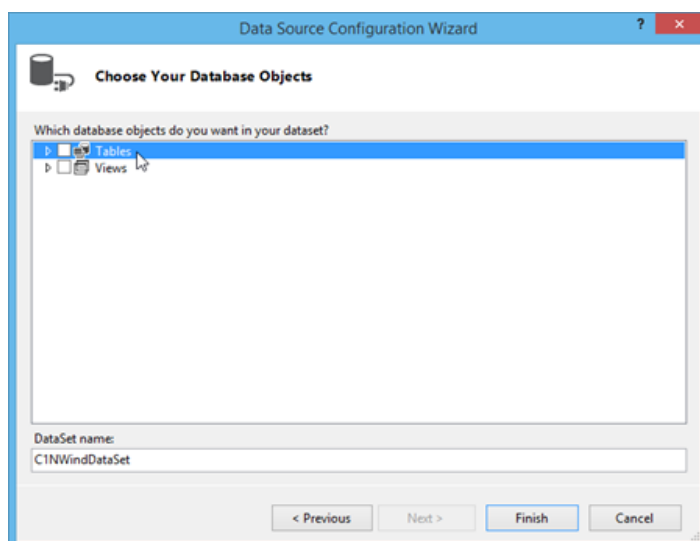 Data Source Configuration Wizard
?
Choose Your Database Objects
Which database objects do you want in your dataset?
Tables
Views
DataSet name:
C1NWindDataSet
< Previous Next > Finish Cancel